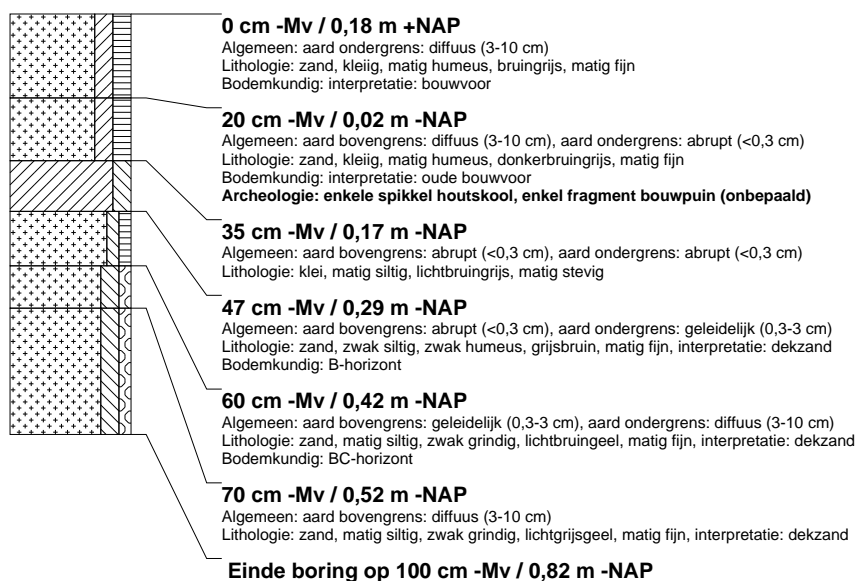 0 cm -Mv / 0,18 m +NAP
Algemeen: aard ondergrens: diffuus (3-10 cm)
Lithologie: zand, kleiig, matig humeus, bruingrijs, matig fijn
Bodemkundig: interpretatie: bouwvoor
20 cm -Mv / 0,02 m -NAP
Algemeen: aard bovengrens: diffuus (3-10 cm), aard ondergrens: abrupt (<0,3 cm)
Lithologie: zand, kleiig, matig humeus, donkerbruingrijs, matig fijn
Bodemkundig: interpretatie: oude bouwvoor
Archeologie: enkele spikkel houtskool, enkel fragment bouwpuin (onbepaald)
35 cm -Mv / 0,17 m -NAP
Algemeen: aard bovengrens: abrupt (<0,3 cm), aard ondergrens: abrupt (<0,3 cm)
Lithologie: klei, matig siltig, lichtbruingrijs, matig stevig
47 cm -Mv / 0,29 m -NAP
Algemeen: aard bovengrens: abrupt (<0,3 cm), aard ondergrens: geleidelijk (0,3-3 cm)
Lithologie: zand, zwak siltig, zwak humeus, grijsbruin, matig fijn, interpretatie: dekzand
Bodemkundig: B-horizont
60 cm -Mv / 0,42 m -NAP
Algemeen: aard bovengrens: geleidelijk (0,3-3 cm), aard ondergrens: diffuus (3-10 cm)
Lithologie: zand, matig siltig, zwak grindig, lichtbruingeel, matig fijn, interpretatie: dekzand
Bodemkundig: BC-horizont
70 cm -Mv / 0,52 m -NAP
Algemeen: aard bovengrens: diffuus (3-10 cm)
Lithologie: zand, matig siltig, zwak grindig, lichtgrijsgeel, matig fijn, interpretatie: dekzand
Einde boring op 100 cm -Mv / 0,82 m -NAP